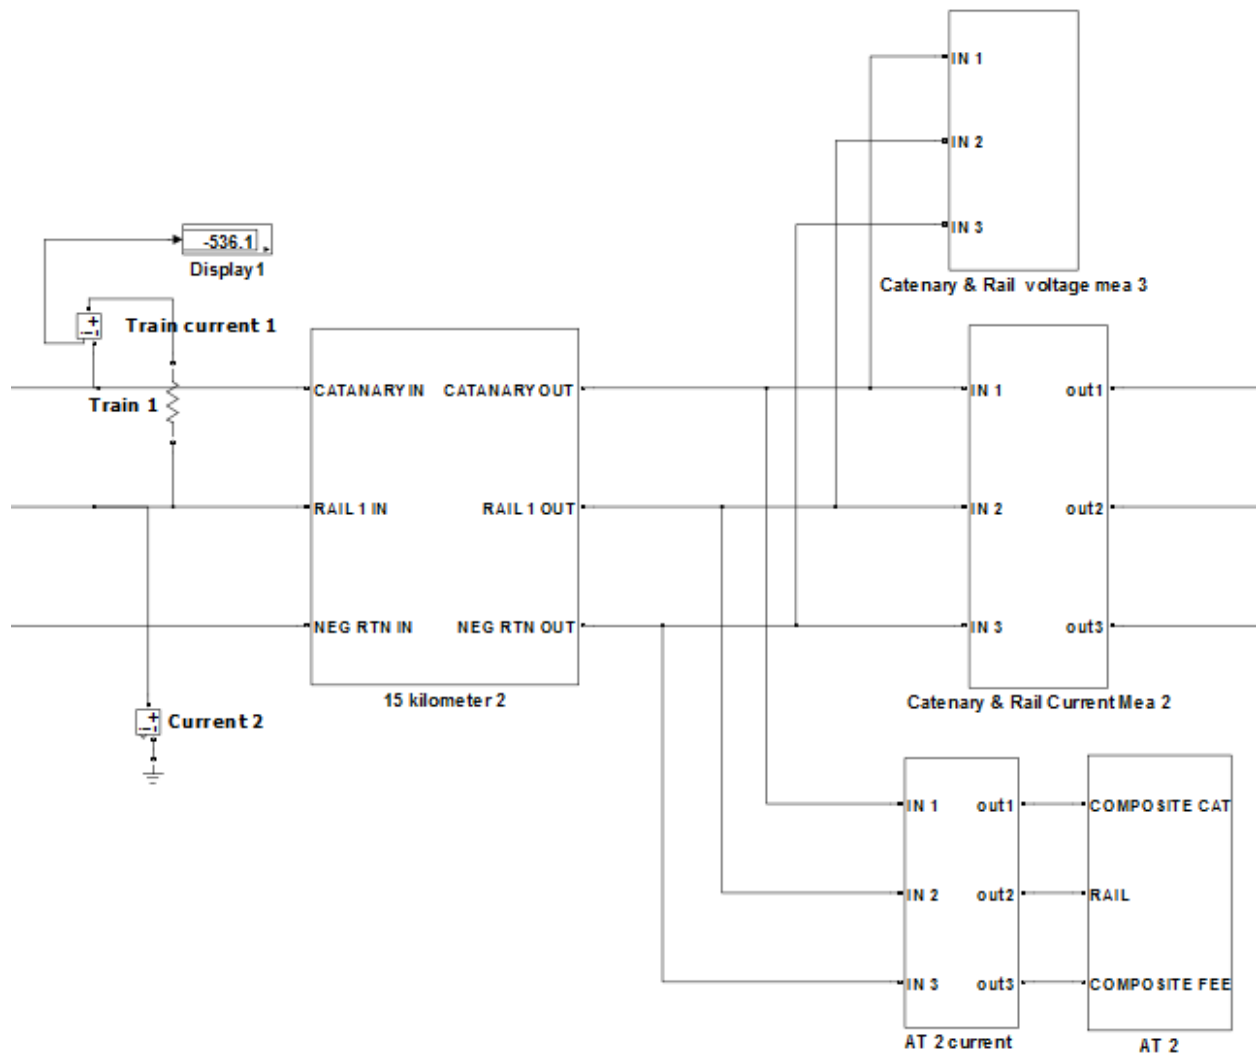 IN 1
IN 2
IN 3
Catenary & Rail voltage mea 3
-536.1
Display1
Train current 1
Train 1
CATANARY IN
CATANARY OUT
RAIL 1 IN
RAIL 1 OUT
NEG RTN IN
NEG RTN OUT
15 kilometer 2
IN 1
out1
IN 2
out2
IN 3
out3
Catenary & Rail Current Mea 2
Current 2
IN 1
out1
IN 2
out2
IN 3
out3
AT 2 current
COMPOSITE CAT
RAIL
COMPOSITE FEE
AT 2